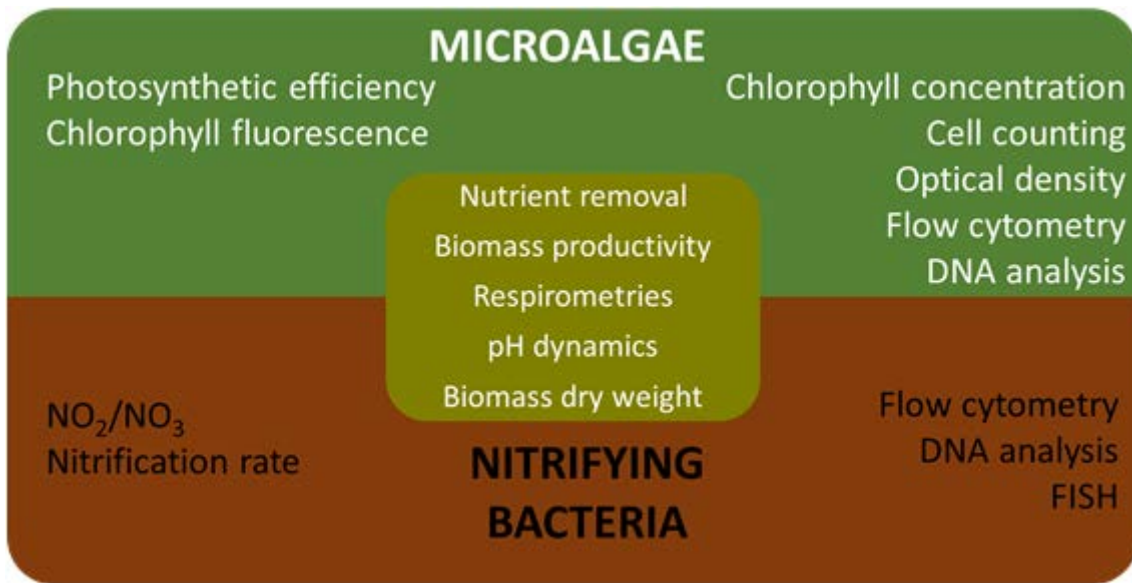 MICROALGAE
Photosynthetic efficiency
Chlorophyll fluorescence
Chlorophyll concentration
Cell counting
Optical density
Flow cytometry
DNA analysis
Nutrient removal
Biomass productivity
Respirometries
pH dynamics
Biomass dry weight
NO₂/NO₃
Nitrification rate
NITRIFYING
BACTERIA
Flow cytometry
DNA analysis
FISH